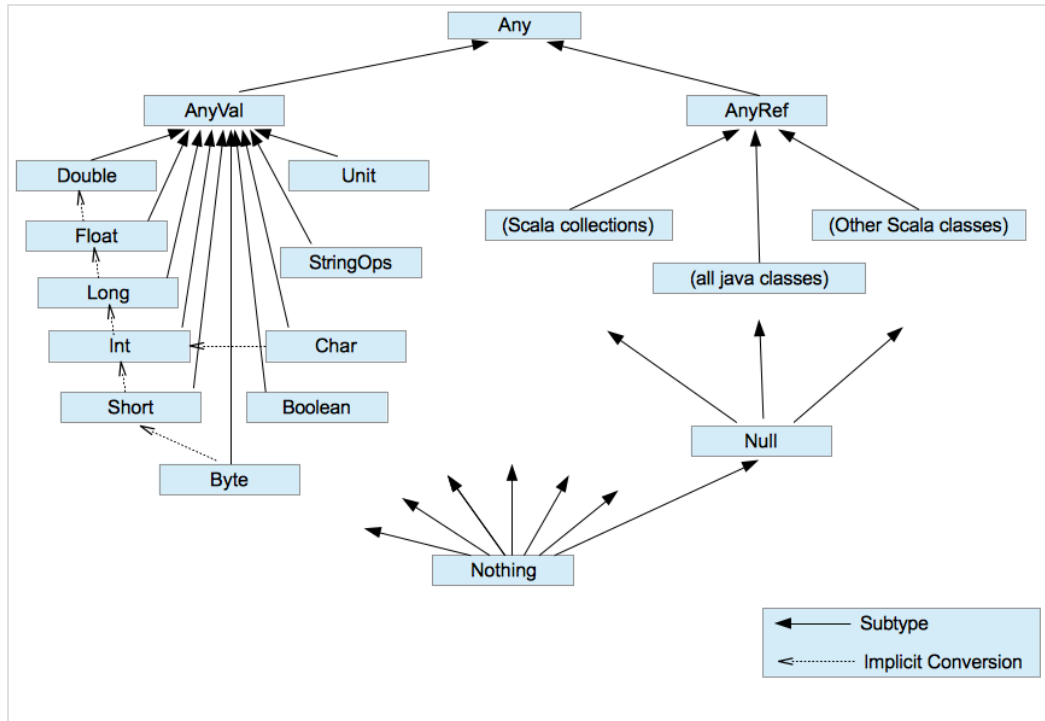 Any
AnyVal
AnyRef
Double
Unit
Float
(Scala collections)
(Other Scala classes)
StringOps
(all java classes)
Long
Int
Char
Short
Boolean
Null
Byte
Nothing
Subtype
Implicit Conversion